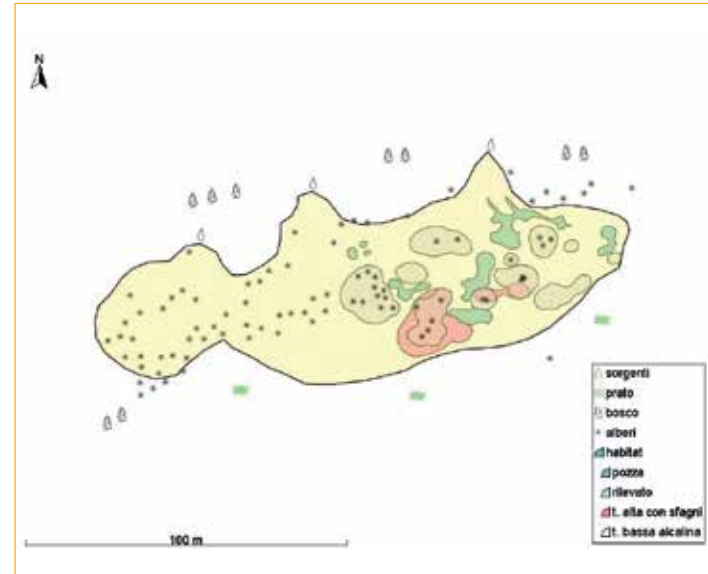 N
sorgenti
prato
bosco
alberi
habitat
pozza
rilevato
t. alta con sfagni
t. bassa alcalina
100 m